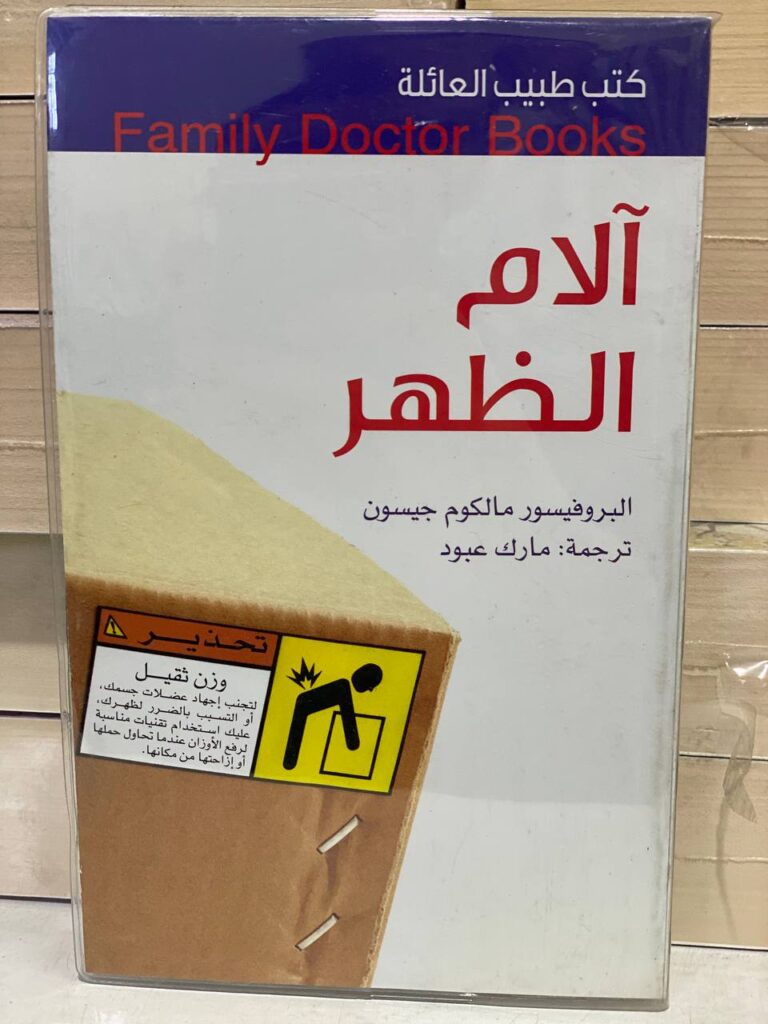 كتب طبيب العائلة
Family Doctor Books
آلام
الظهر
البروفيسور مالكوم جيسون
ترجمة: مارك عبود
تحذير
وزن ثقيل
لتجنب إجهاد عضلات جسمك،
أو التسبب بالضرر لظهرك،
عليك استخدام تقنيات مناسبة
لرفع الأوزان عندما تحاول حملها
أو إزاحتها من مكانها.